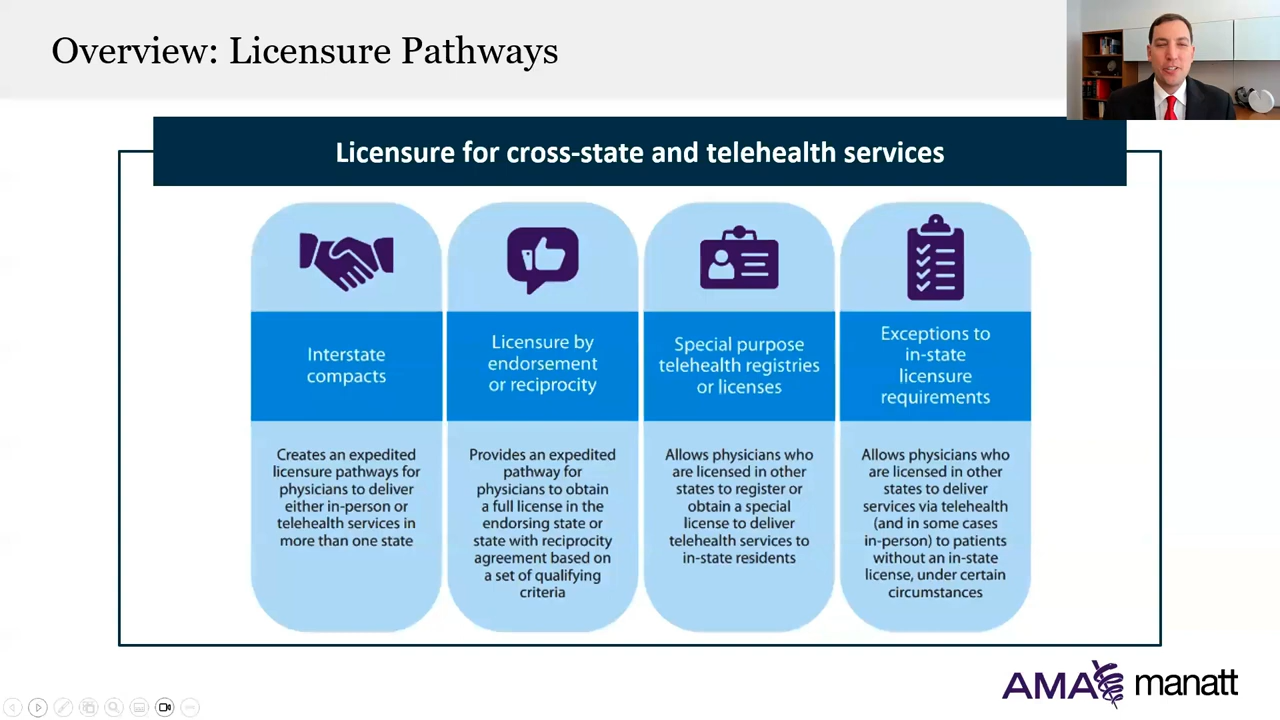 Overview: Licensure Pathways
Licensure for cross-state and telehealth services
Interstate
compacts
Creates an expedited
licensure pathways for
physicians to deliver
either in-person or
telehealth services in
more than one state
Licensure by
endorsement
or reciprocity
Provides an expedited
pathway for
physicians to obtain
a full license in the
endorsing state or
state with reciprocity
agreement based on
a set of qualifying
criteria
Special purpose
telehealth registries
or licenses
Allows physicians who
are licensed in other
states to register or
obtain a special
license to deliver
telehealth services to
in-state residents
Exceptions to
in-state
licensure
requirements
Allows physicians who
are licensed in other
states to deliver
services via telehealth
(and in some cases
in-person) to patients
without an in-state
license, under certain
circumstances
AMA manatt